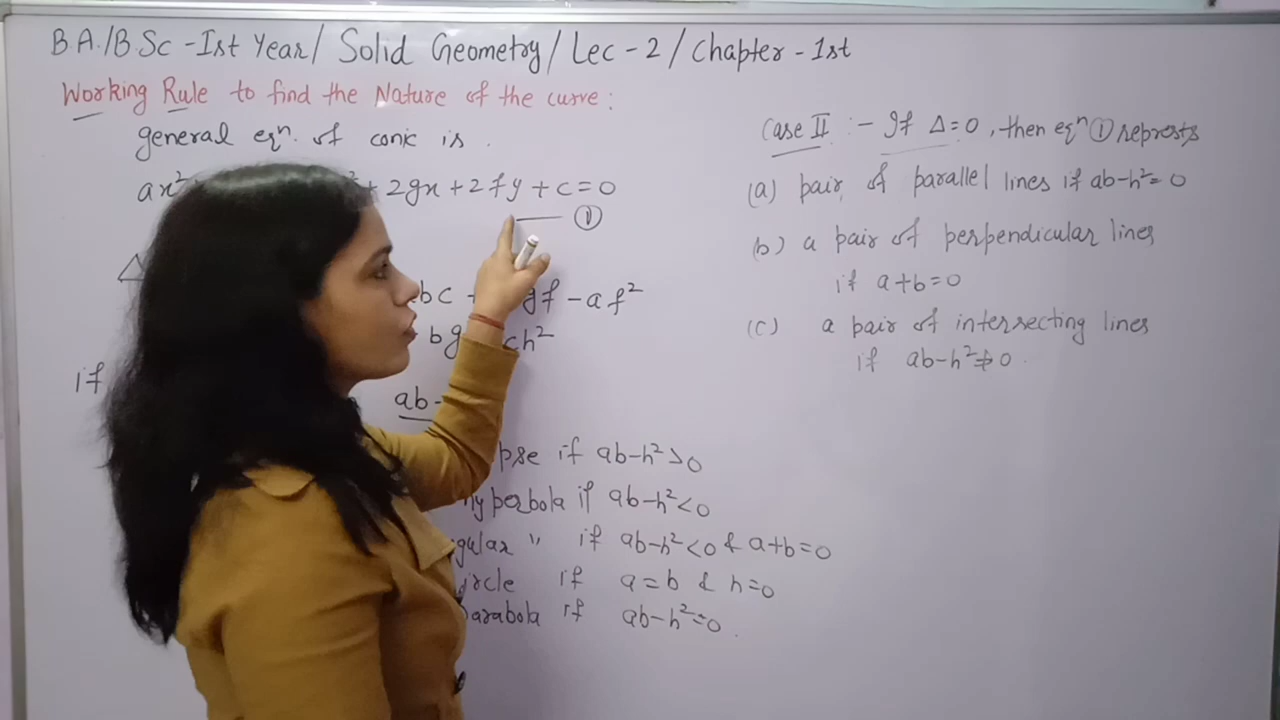 B.A./B.Sc - Ist Year/ Solid Geometry / Lec - 2 / Chapter - 1st
Working Rule to find the Nature of the curve :
general eqⁿ. of conic is .
ax² + 2gx + 2fy + c = 0
①
Δ
bc + gf - af²
bg ch²
if
ab-
pse if ab-h²>0
hyperbola if ab-h²<0
gular " if ab-h²<0 & a+b=0
ircle if a=b & h=0
Parabola if ab-h²=0 .
Case II :- If Δ=0, then eqⁿ ① represts
(a) pair of parallel lines if ab-h²=0
(b) a pair of perpendicular lines
if a+b=0
(c) a pair of intersecting lines
if ab-h²≠0 .